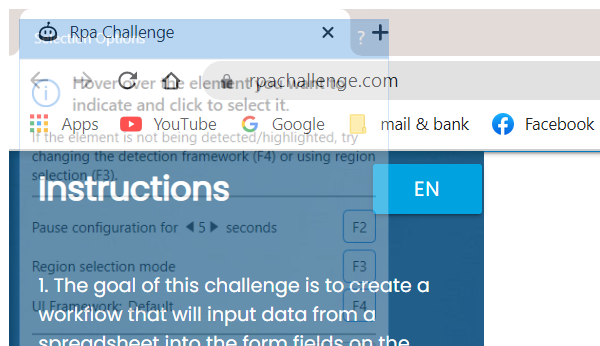 Rpa Challenge
Selection Options
?
rpachallenge.com
Hover over the element you want to
indicate and click to select it.
Apps
YouTube
Google
mail & bank
Facebook
If the element is not being detected/highlighted, try
changing the detection framework (F4) or using region
selection (F3).
Instructions
EN
Pause configuration for 5 seconds
F2
Region selection mode
F3
1. The goal of this challenge is to create a
UI Framework: Default
F4
workflow that will input data from a
spreadsheet into the form fields on the